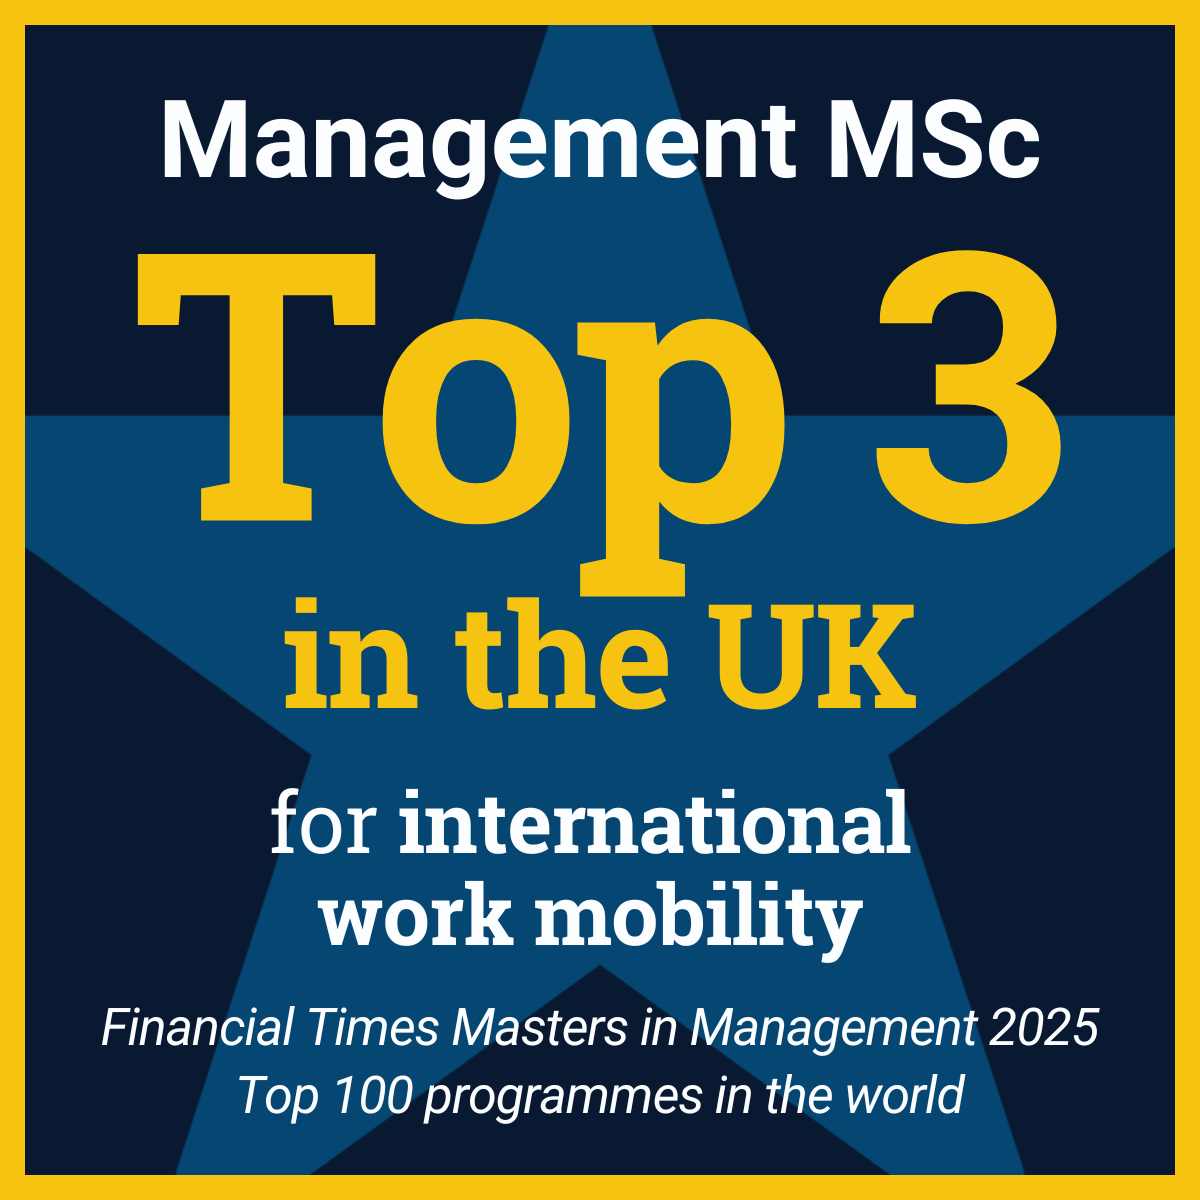 Management MSc
Top 3
in the UK
for international
work mobility
Financial Times Masters in Management 2025
Top 100 programmes in the world